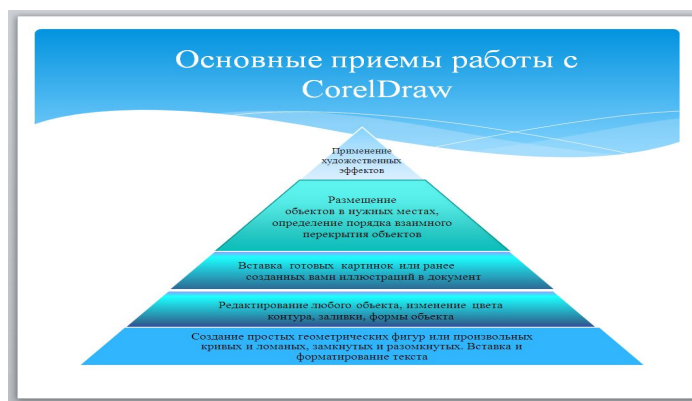 Основные приемы работы с
CorelDraw
Применение
художественных
эффектов
Размешение
объектов в нужных местах,
определение порядка взаимного
перекрытия объектов
Вставка готовых картинок или ранее
созданных вами иллюстраций в документ
Редактирование любого объекта, изменение цвета
контура, заливки, формы объекта
Создание простых геометрических фигур или произвольных
кривых и ломаных, замкнутых и разомкнутых. Вставка и
форматирование текста